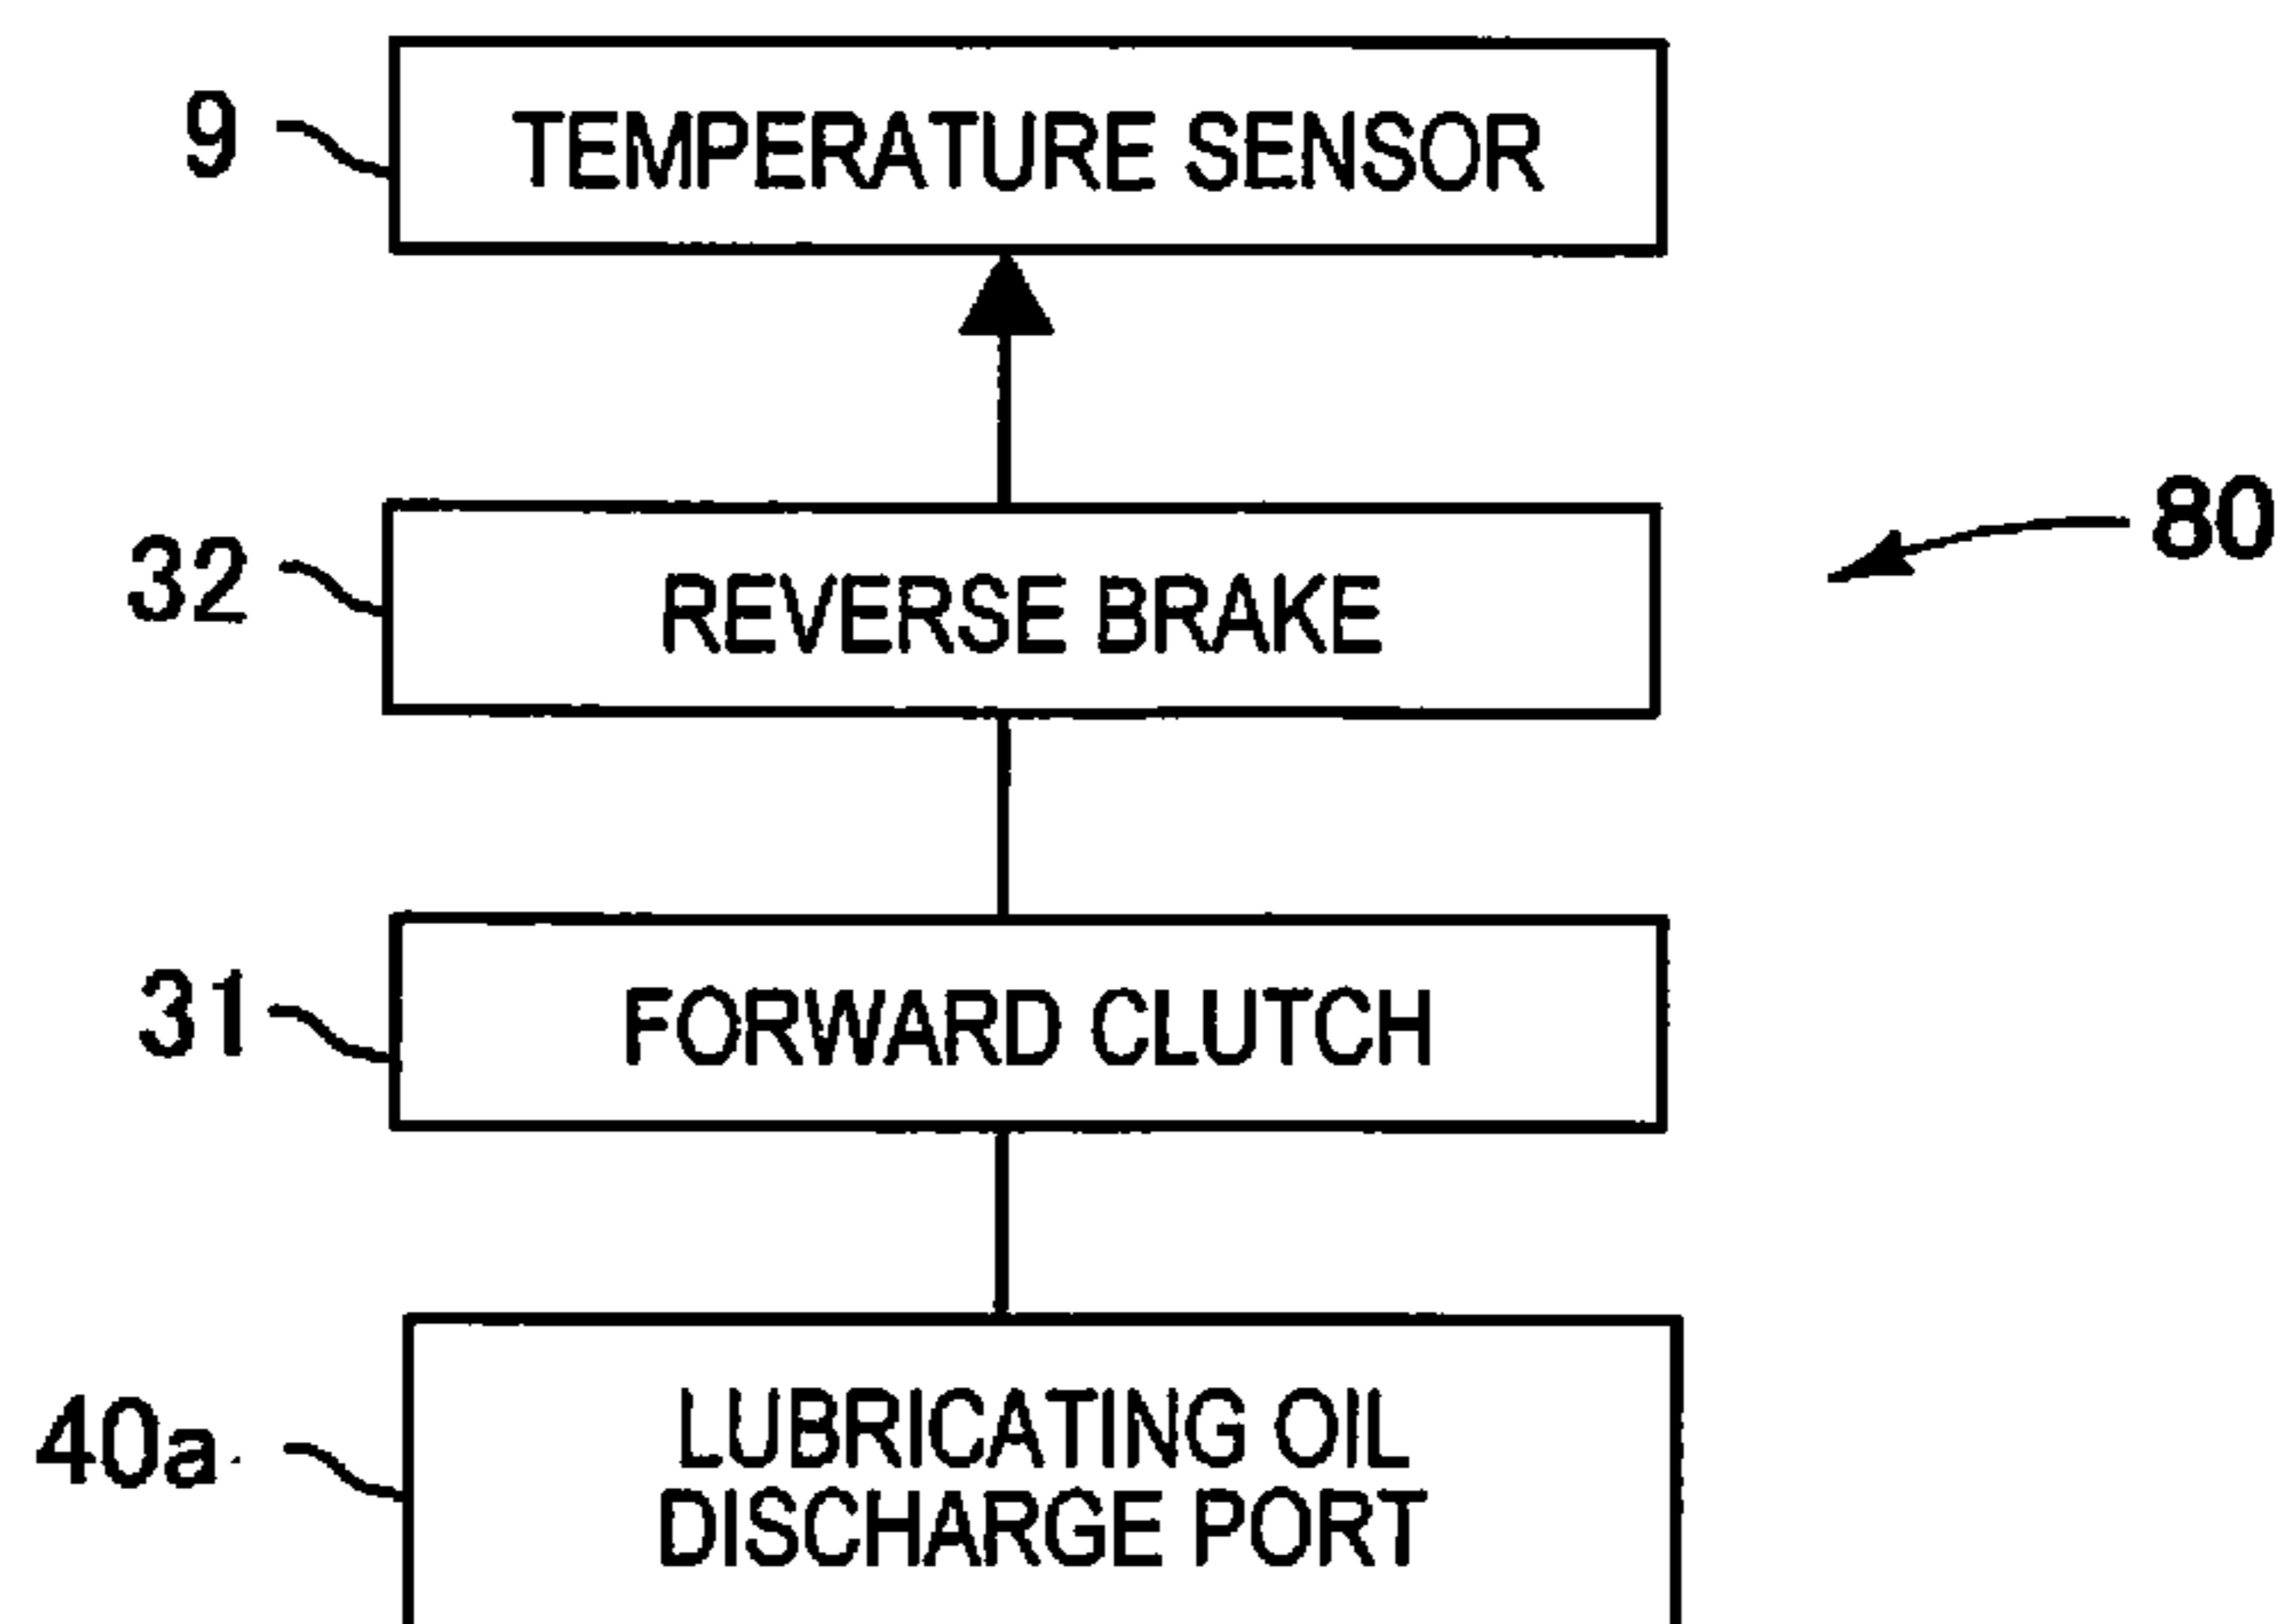 9
TEMPERATURE SENSOR
80
32
REVERSE BRAKE
31
FORWARD CLUTCH
40a
LUBRICATING OIL
DISCHARGE PORT